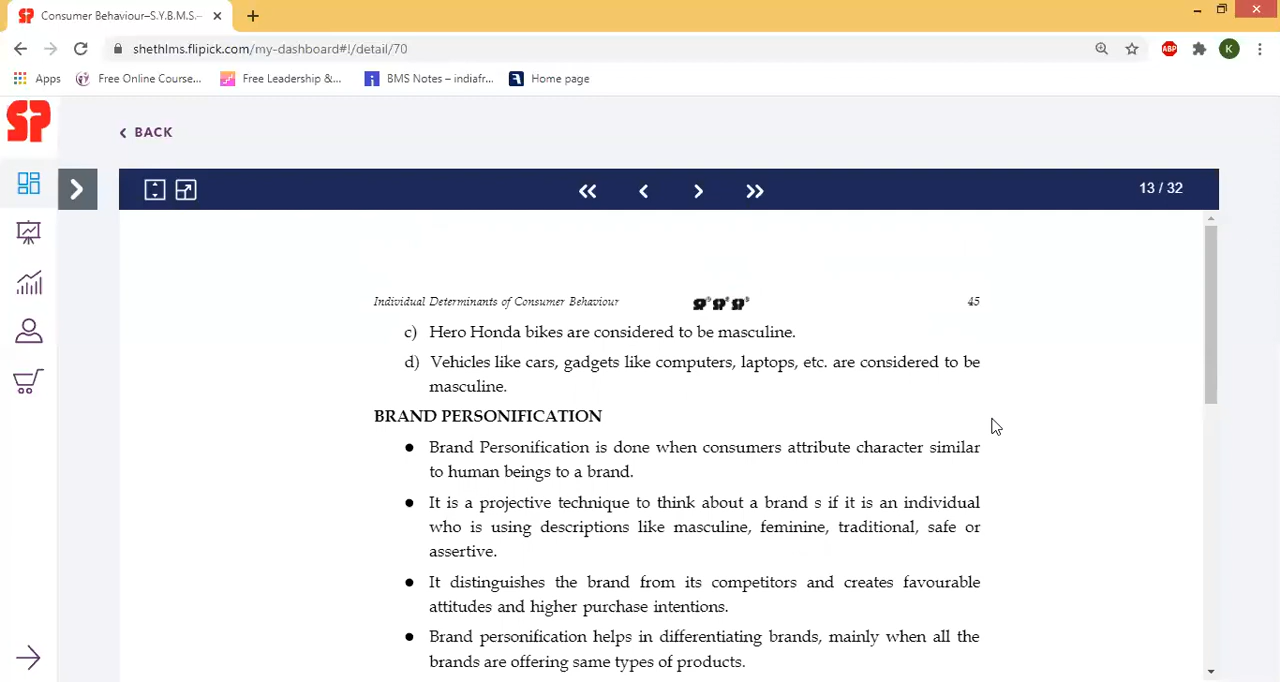 Consumer Behaviour–S.Y.B.M.S.–
shethlms.flipick.com/my-dashboard#!/detail/70
ABP
K
Apps
Free Online Course...
Free Leadership &...
BMS Notes – indiafr...
Home page
SP
BACK
13 / 32
Individual Determinants of Consumer Behaviour
45
c) Hero Honda bikes are considered to be masculine.
d) Vehicles like cars, gadgets like computers, laptops, etc. are considered to be
masculine.
BRAND PERSONIFICATION
● Brand Personification is done when consumers attribute character similar
to human beings to a brand.
● It is a projective technique to think about a brand s if it is an individual
who is using descriptions like masculine, feminine, traditional, safe or
assertive.
● It distinguishes the brand from its competitors and creates favourable
attitudes and higher purchase intentions.
● Brand personification helps in differentiating brands, mainly when all the
brands are offering same types of products.